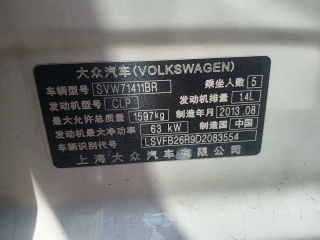 大众汽车(VOLKSWAGEN)
车辆型号 SVW71411BR 乘坐人数 5
发动机型号 CLP 发动机排量 1.4L
最大允许总质量 1597kg 制造年月 2013.08
发动机最大净功率 63 kW 制造国 中国
车辆识别代号 LSVFB26R9D2083554
上海大众汽车有限公司